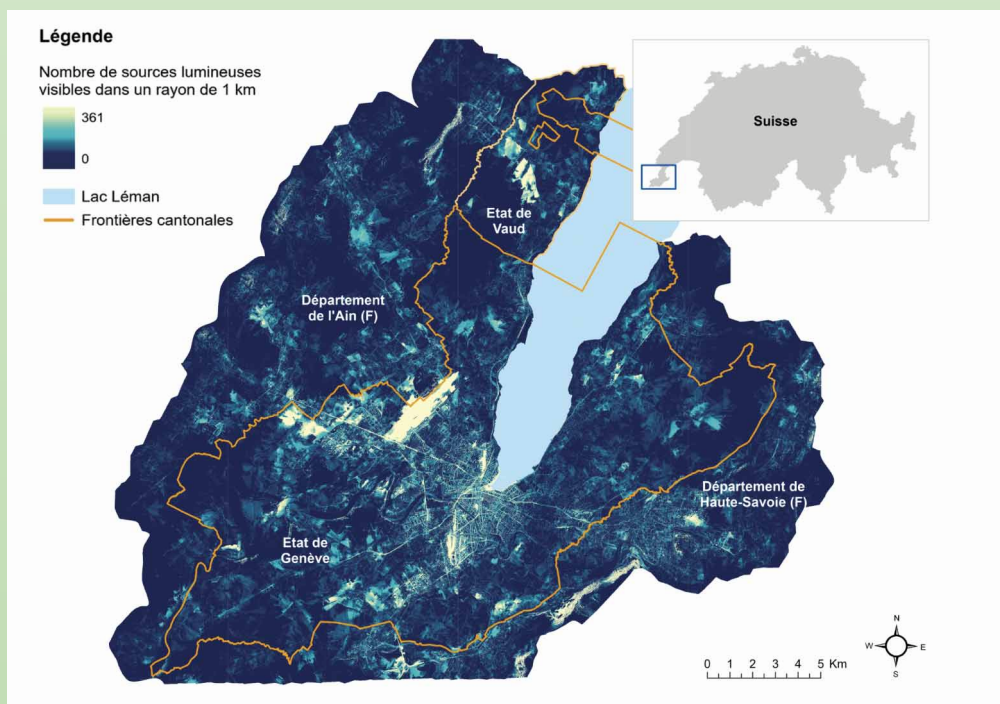 Légende
Nombre de sources lumineuses
visibles dans un rayon de 1 km
361
0
Lac Léman
Frontières cantonales
Suisse
Etat de
Vaud
Département
de l'Ain (F)
Département de
Haute-Savoie (F)
Etat de
Genève
N
W
E
S
0 1 2 3 4 5 Km